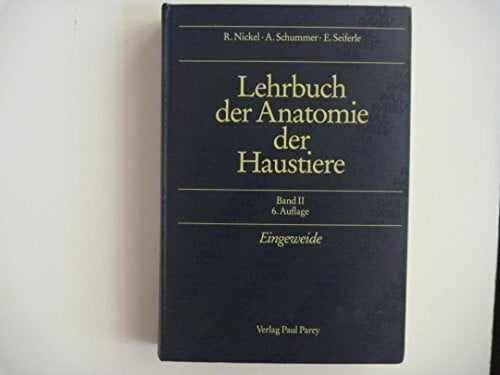 R. Nickel · A. Schummer · E. Seiferle
Lehrbuch
der Anatomie
der
Haustiere
Band II
6. Auflage
Eingeweide
Verlag Paul Parey